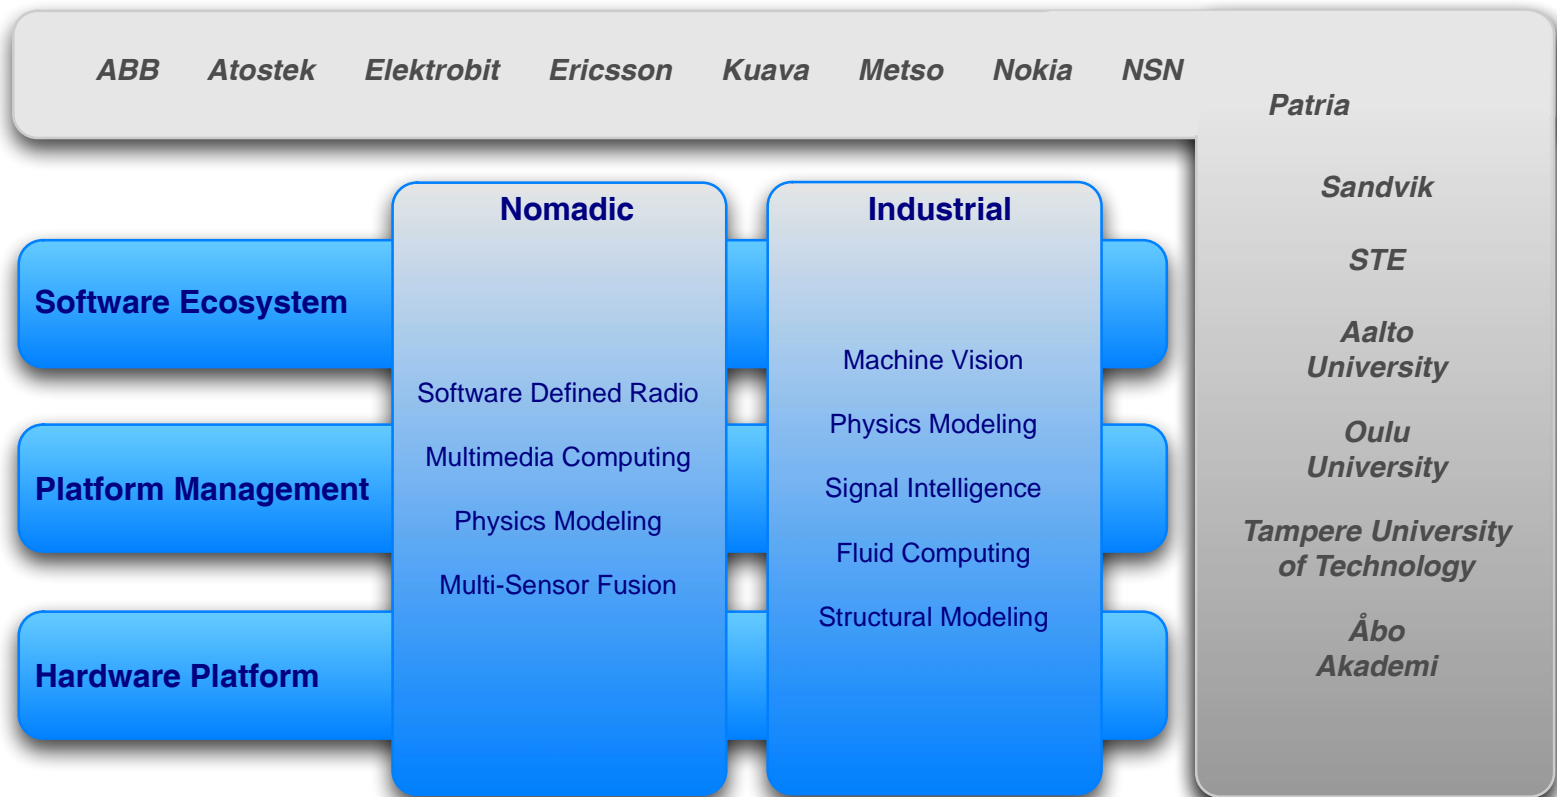 ABB Atostek Elektrobit Ericsson Kuava Metso Nokia NSN
Patria
Sandvik
STE
Aalto
University
Oulu
University
Tampere University
of Technology
Åbo
Akademi
Software Ecosystem
Platform Management
Hardware Platform
Nomadic
Software Defined Radio
Multimedia Computing
Physics Modeling
Multi-Sensor Fusion
Industrial
Machine Vision
Physics Modeling
Signal Intelligence
Fluid Computing
Structural Modeling